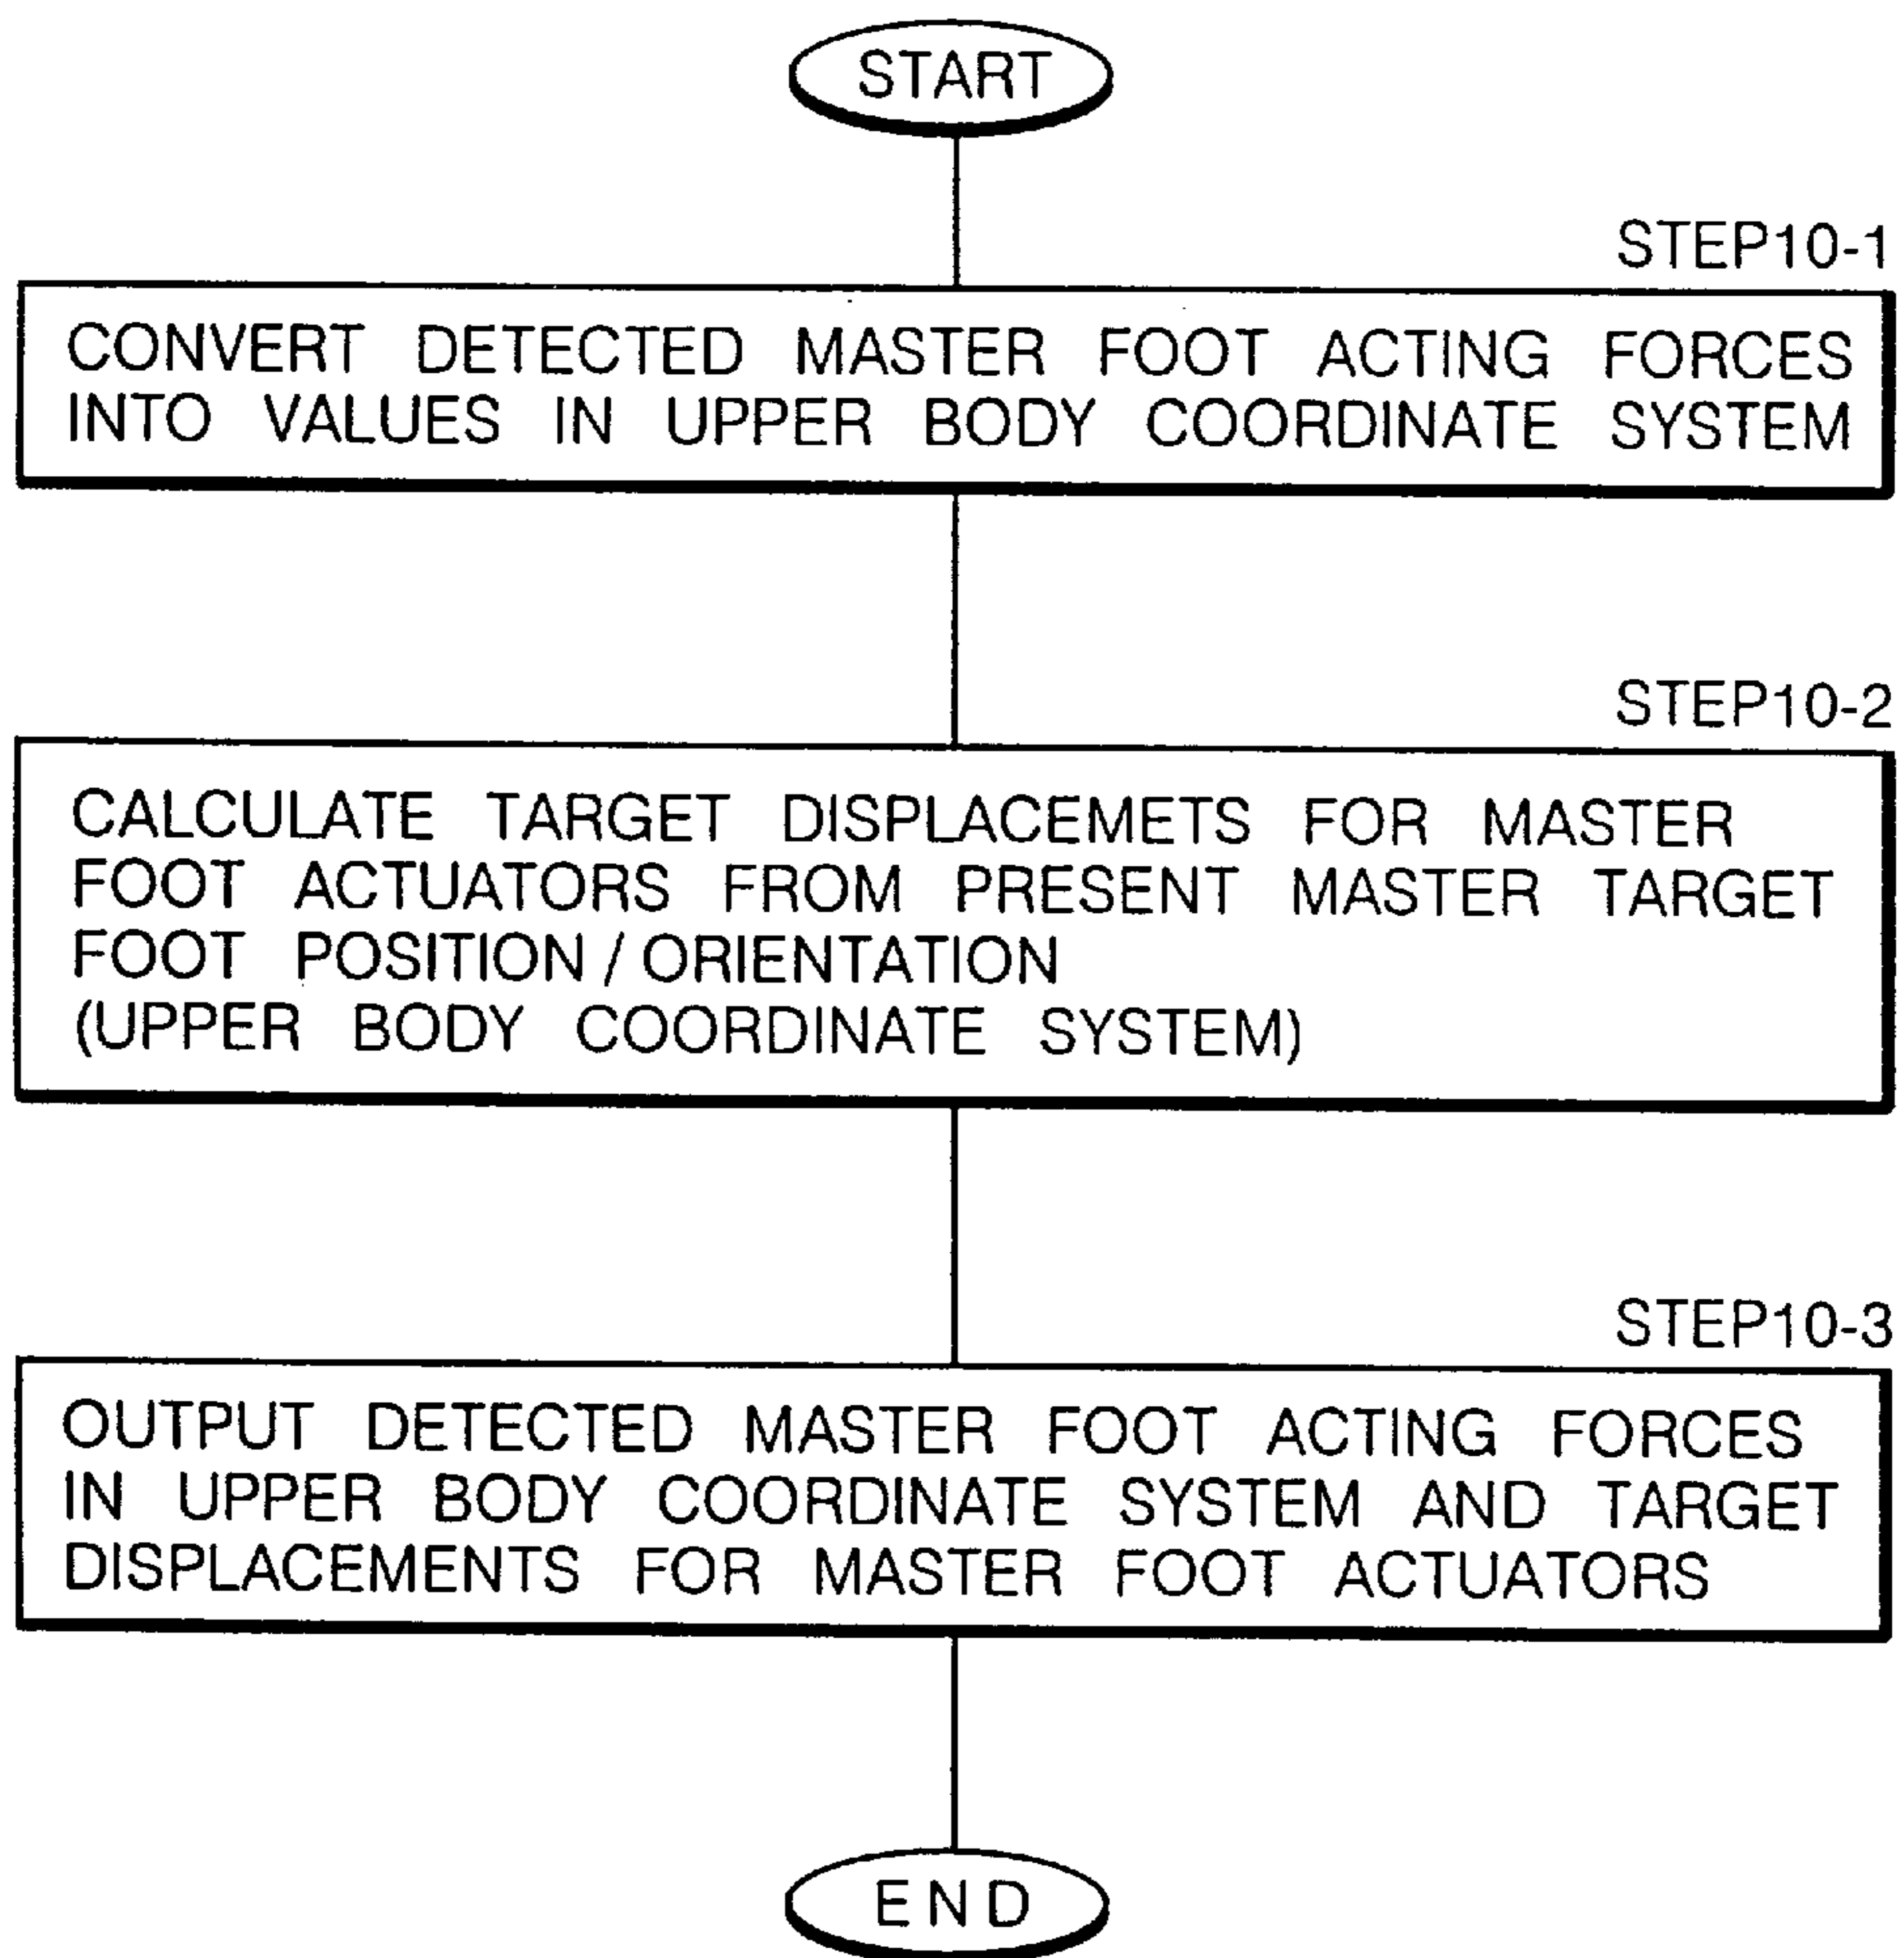 START
STEP10-1
CONVERT DETECTED MASTER FOOT ACTING FORCES
INTO VALUES IN UPPER BODY COORDINATE SYSTEM
STEP10-2
CALCULATE TARGET DISPLACEMETS FOR MASTER
FOOT ACTUATORS FROM PRESENT MASTER TARGET
FOOT POSITION / ORIENTATION
(UPPER BODY COORDINATE SYSTEM)
STEP10-3
OUTPUT DETECTED MASTER FOOT ACTING FORCES
IN UPPER BODY COORDINATE SYSTEM AND TARGET
DISPLACEMENTS FOR MASTER FOOT ACTUATORS
END